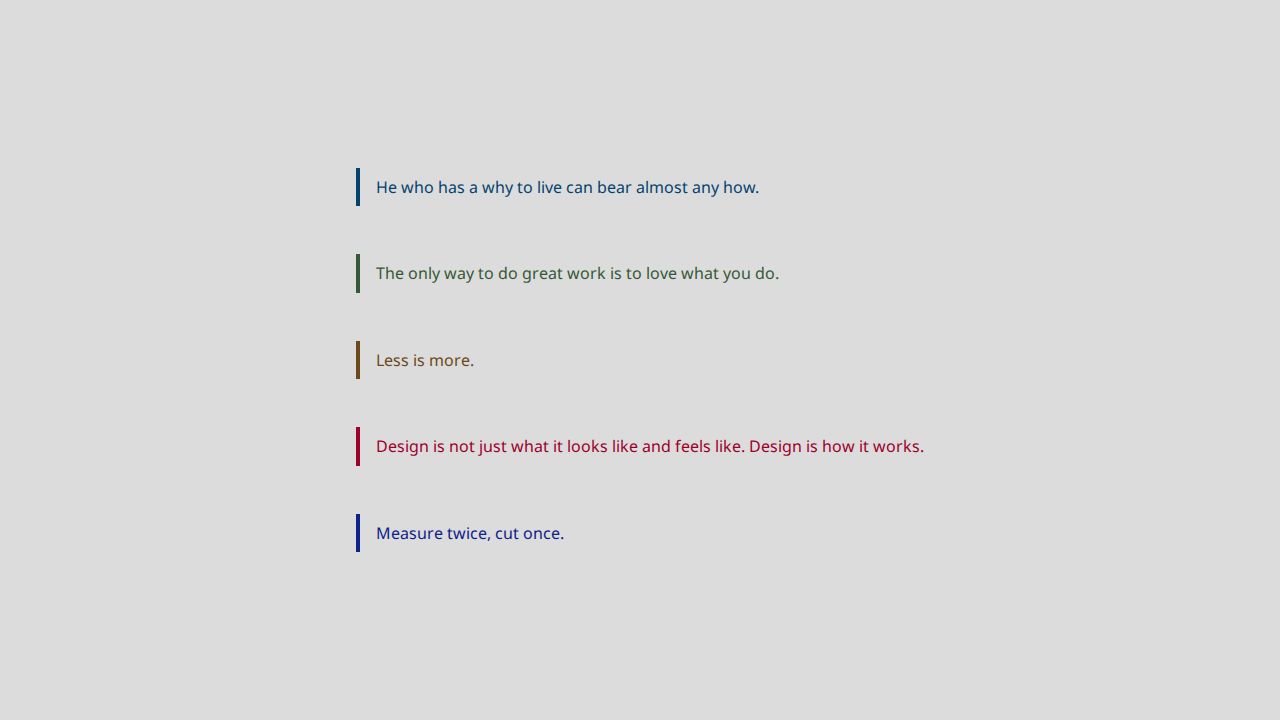 He who has a why to live can bear almost any how.
The only way to do great work is to love what you do.
Less is more.
Design is not just what it looks like and feels like. Design is how it works.
Measure twice, cut once.